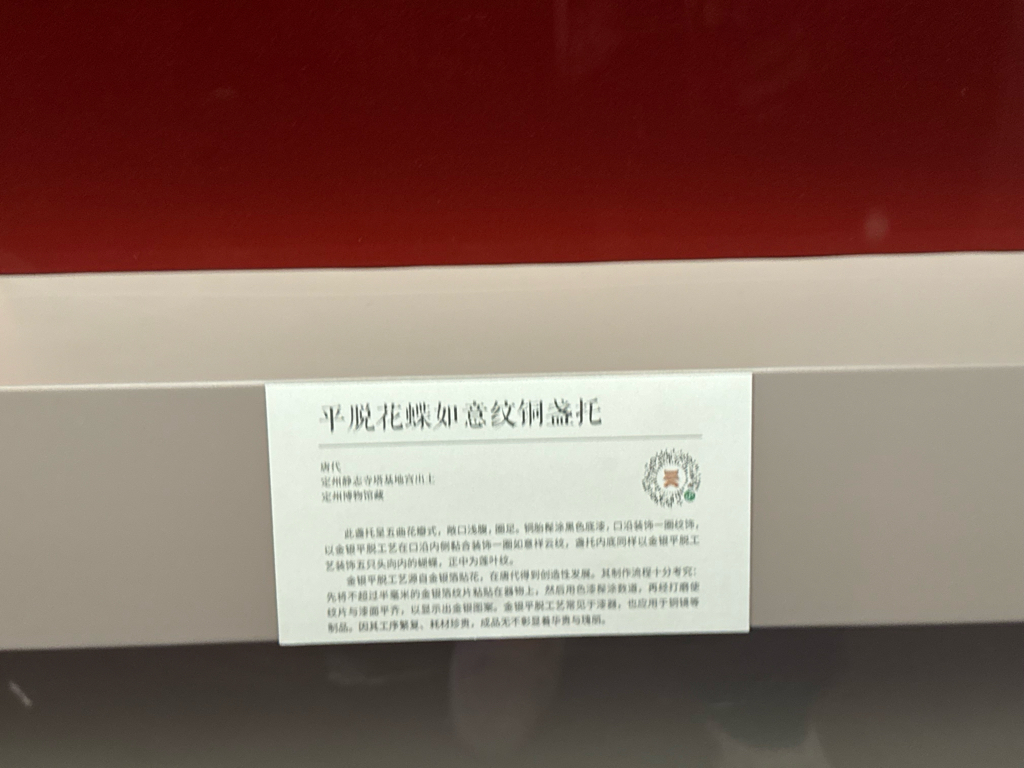 平脱花蝶如意纹铜盏托
唐代
定州静志寺塔基地宫出土
定州博物馆藏
此盏托呈五曲花瓣式，敞口浅腹，圈足。铜胎髹涂黑色底漆，口沿装饰一圈纹饰，
以金银平脱工艺在口沿内侧黏合装饰一圈如意祥云纹，盏托内底同样以金银平脱工
艺装饰五只头向内的蝴蝶，正中为莲叶纹。
金银平脱工艺源自金银箔贴花，在唐代得到创造性发展。其制作流程十分考究：
先将不超过半毫米的金银箔纹片粘贴在器物上，然后用色漆髹涂数道，再经打磨使
纹片与漆面平齐，以显示出金银图案。金银平脱工艺常见于漆器，也应用于铜镜等
制品。因其工序繁复、耗材珍贵，成品无不彰显着华贵与瑰丽。